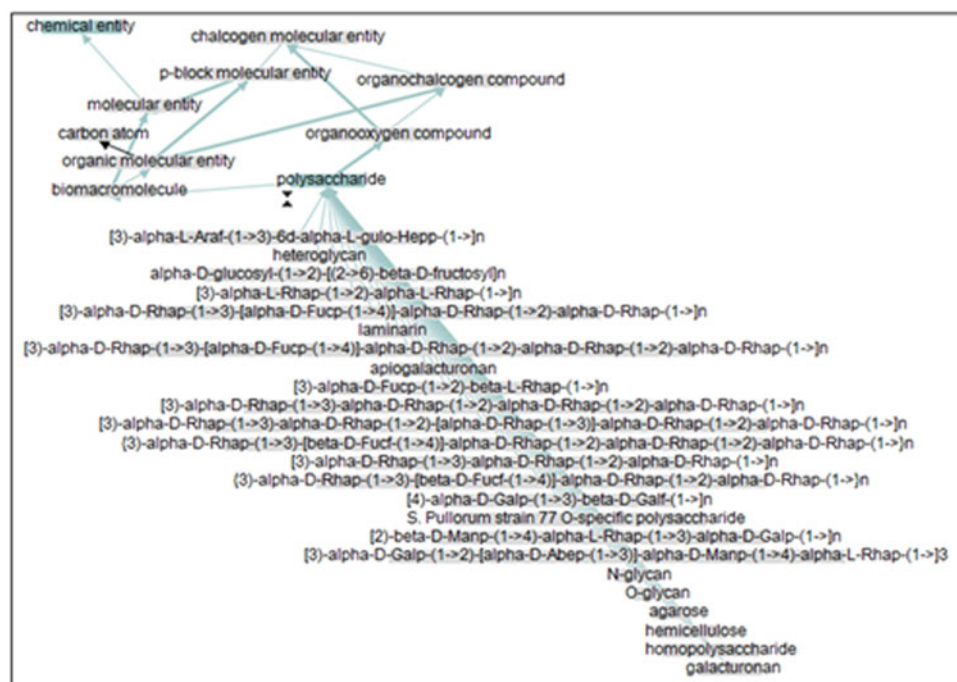 chemical entity
chalcogen molecular entity
p-block molecular entity
organochalcogen compound
molecular entity
carbon atom
organooxygen compound
organic molecular entity
biomacromolecule
polysaccharide
[3)-alpha-L-Araf-(1->3)-6d-alpha-L-gulo-Hepp-(1->]n
heteroglycan
alpha-D-glucosyl-(1->2)-[(2->6)-beta-D-fructosyl]n
[3)-alpha-L-Rhap-(1->2)-alpha-L-Rhap-(1->]n
[3)-alpha-D-Rhap-(1->3)-[alpha-D-Fucp-(1->4)]-alpha-D-Rhap-(1->2)-alpha-D-Rhap-(1->]n
laminarin
[3)-alpha-D-Rhap-(1->3)-[alpha-D-Fucp-(1->4)]-alpha-D-Rhap-(1->2)-alpha-D-Rhap-(1->2)-alpha-D-Rhap-(1->]n
apiogalacturonan
[3)-alpha-D-Fucp-(1->2)-beta-L-Rhap-(1->]n
[3)-alpha-D-Rhap-(1->3)-alpha-D-Rhap-(1->2)-alpha-D-Rhap-(1->2)-alpha-D-Rhap-(1->]n
[3)-alpha-D-Rhap-(1->3)-alpha-D-Rhap-(1->2)-[alpha-D-Rhap-(1->3)]-alpha-D-Rhap-(1->2)-alpha-D-Rhap-(1->]n
{3)-alpha-D-Rhap-(1->3)-[beta-D-Fucf-(1->4)]-alpha-D-Rhap-(1->2)-alpha-D-Rhap-(1->2)-alpha-D-Rhap-(1->}n
[3)-alpha-D-Rhap-(1->3)-alpha-D-Rhap-(1->2)-alpha-D-Rhap-(1->]n
{3)-alpha-D-Rhap-(1->3)-[beta-D-Fucf-(1->4)]-alpha-D-Rhap-(1->2)-alpha-D-Rhap-(1->}n
[4)-alpha-D-Galp-(1->3)-beta-D-Galf-(1->]n
S. Pullorum strain 77 O-specific polysaccharide
[2)-beta-D-Manp-(1->4)-alpha-L-Rhap-(1->3)-alpha-D-Galp-(1->]n
[3)-alpha-D-Galp-(1->2)-[alpha-D-Abep-(1->3)]-alpha-D-Manp-(1->4)-alpha-L-Rhap-(1->]3
N-glycan
O-glycan
agarose
hemicellulose
homopolysaccharide
galacturonan